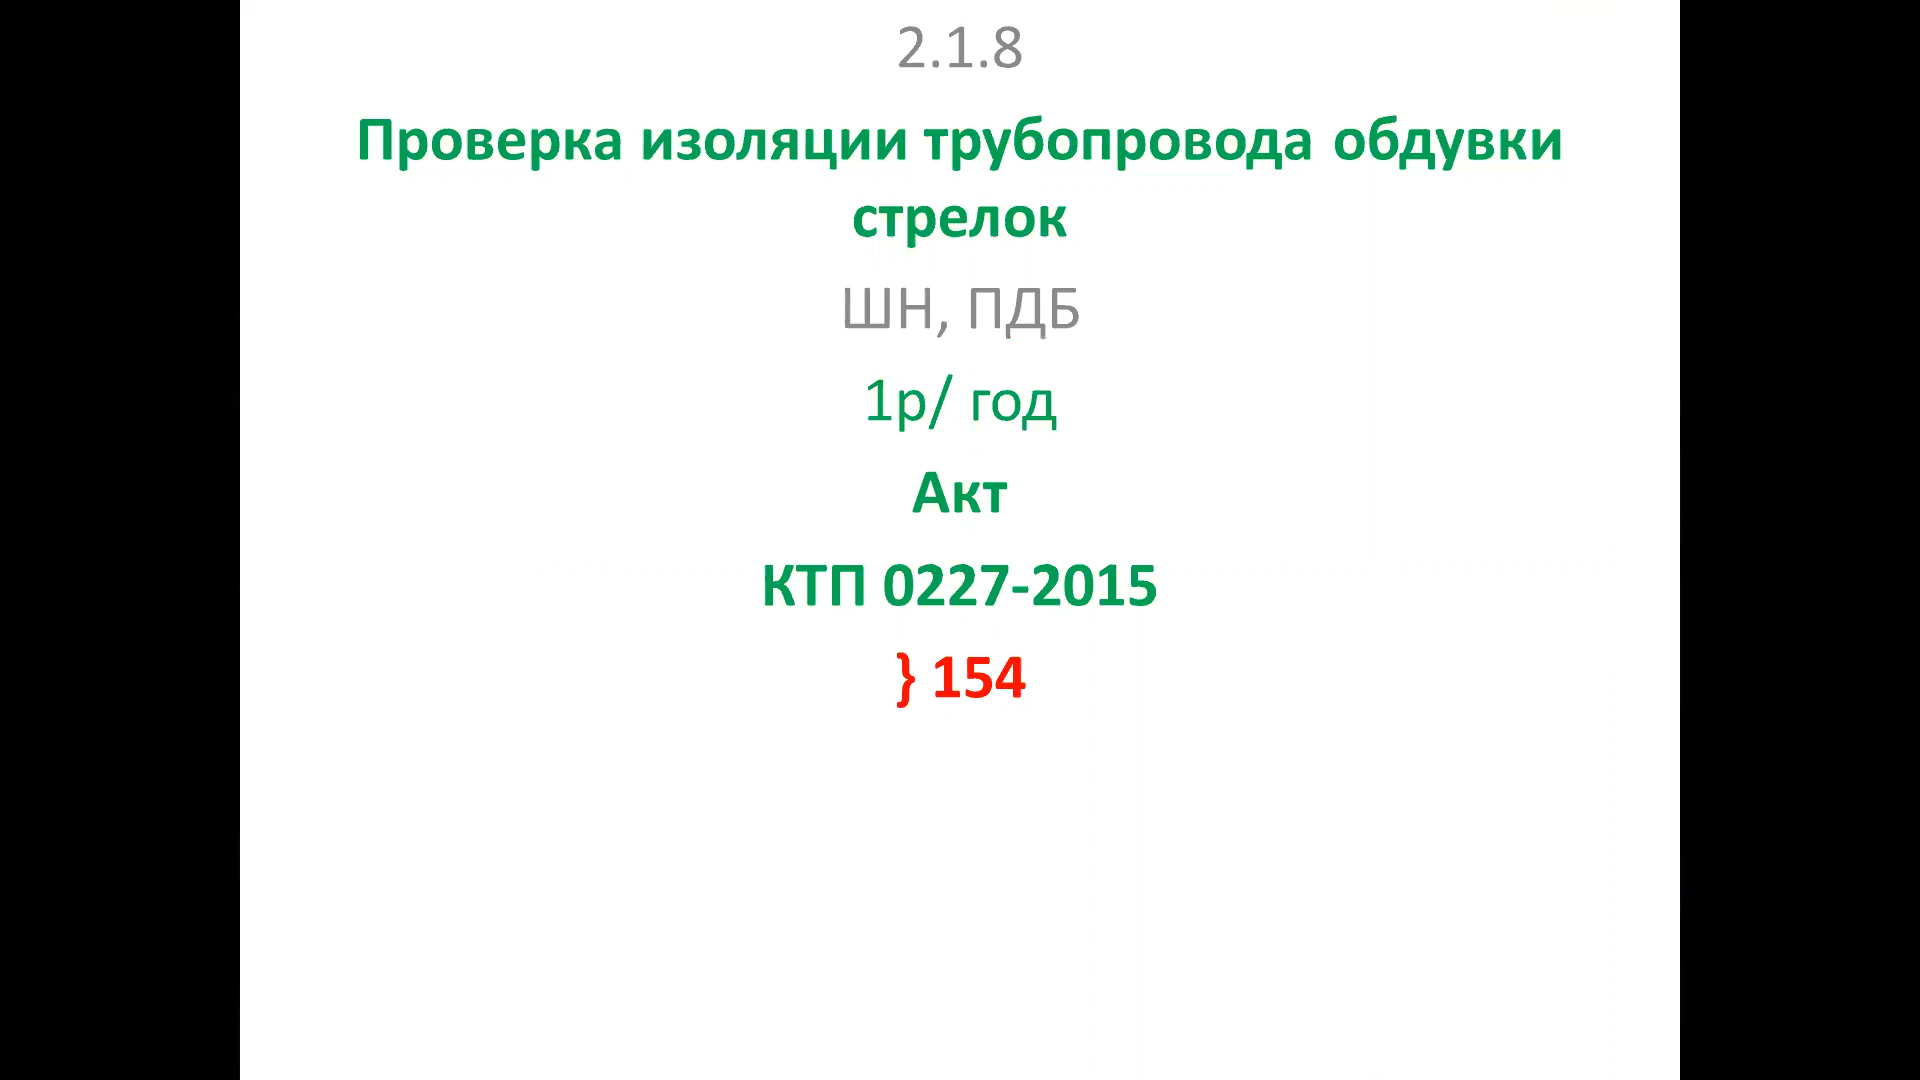 2.1.8
Проверка изоляции трубопровода обдувки
стрелок
ШН, ПДБ
1р/ год
Акт
КТП 0227-2015
} 154